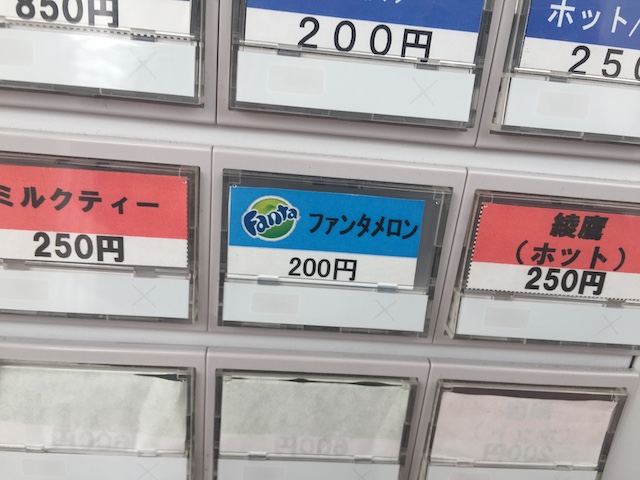 850円
200円
ホット/
250
ミルクティー
250円
Fanta
ファンタメロン
200円
綾鷹
(ホット)
250円